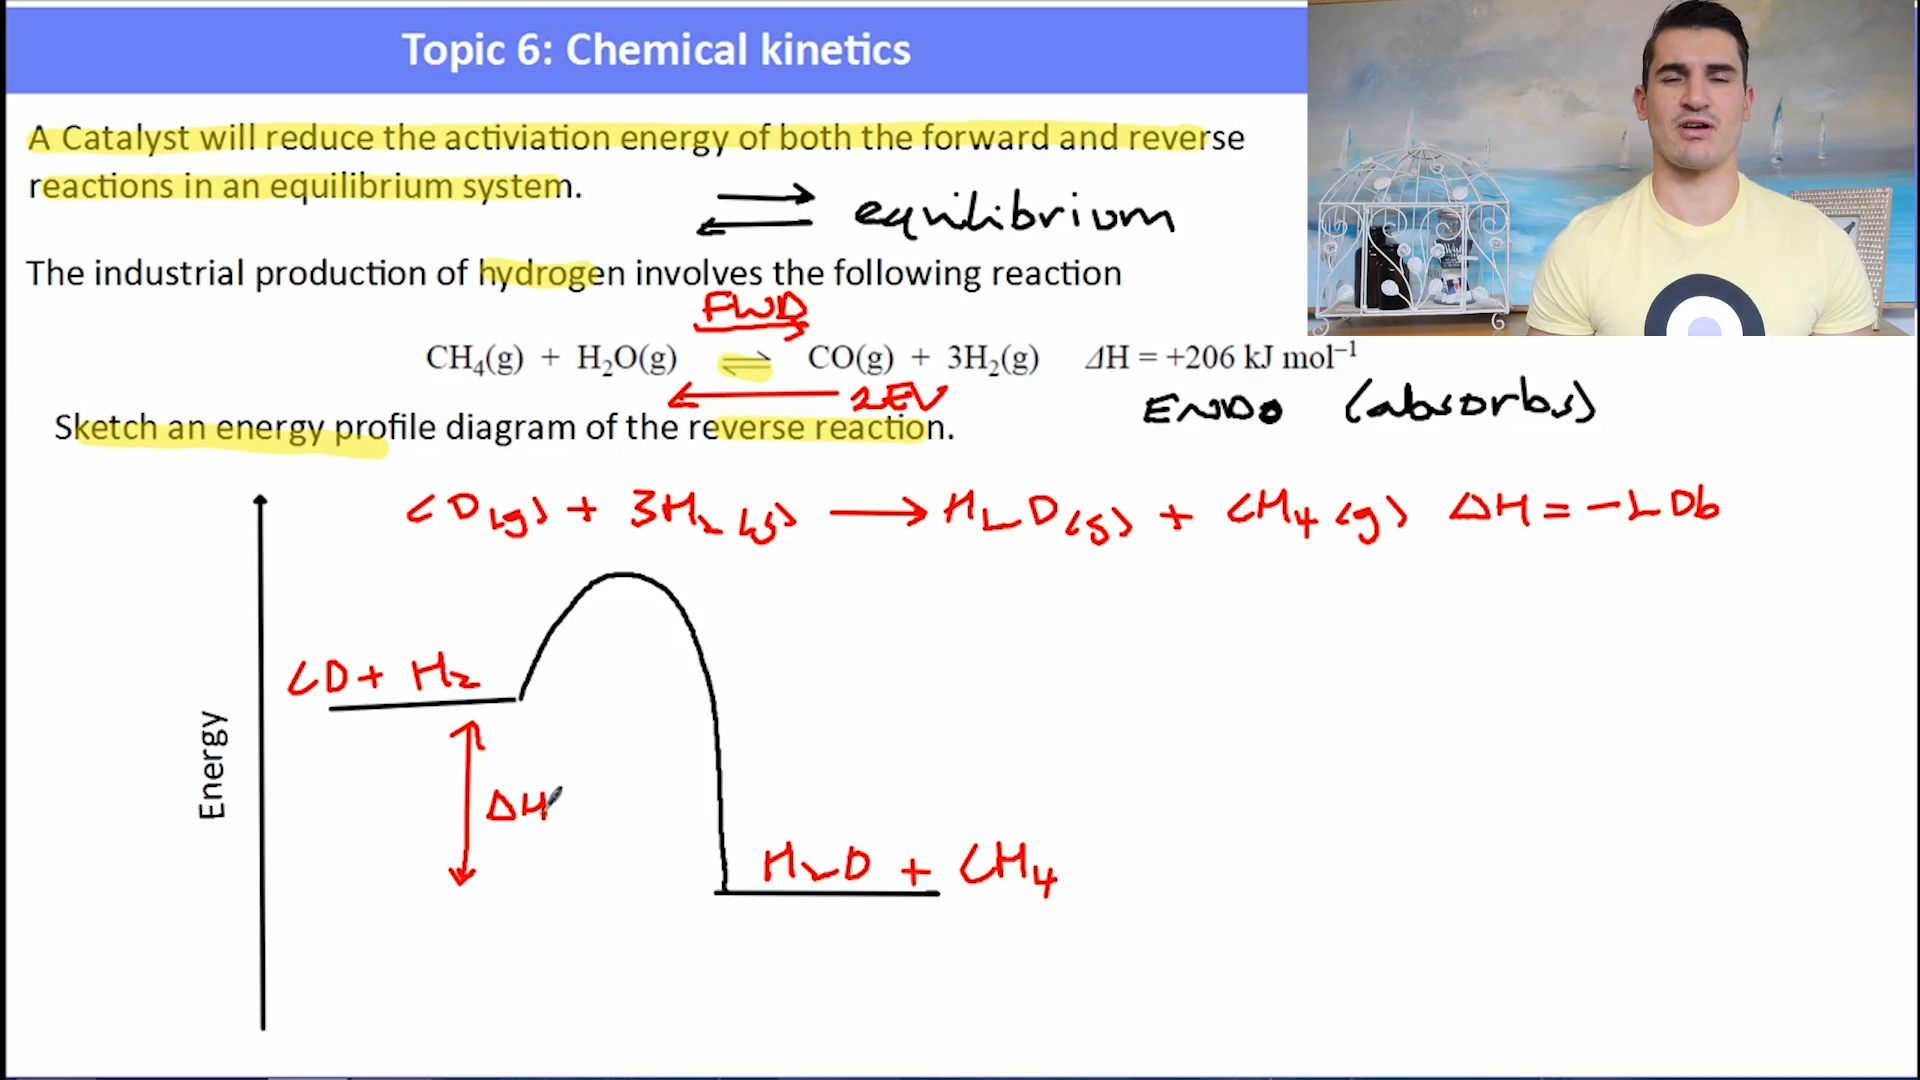 Topic 6: Chemical kinetics
A Catalyst will reduce the activiation energy of both the forward and reverse
reactions in an equilibrium system.
⇌ equilibrium
The industrial production of hydrogen involves the following reaction
FWD
CH₄(g) + H₂O(g) ⇌ CO(g) + 3H₂(g) ΔH = +206 kJ mol⁻¹
REV
ENDO (absorbs)
Sketch an energy profile diagram of the reverse reaction.
CO(g) + 3H₂(g) → H₂O(g) + CH₄(g) ΔH = -206
CO + H₂
Energy
ΔH
H₂O + CH₄